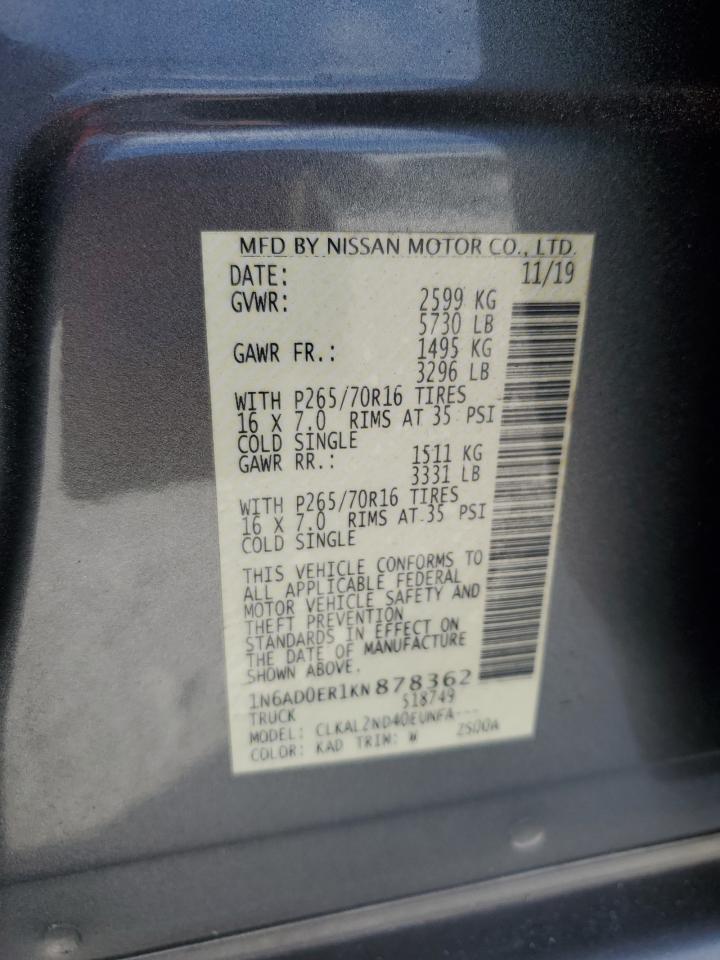 MFD BY NISSAN MOTOR CO., LTD.
DATE: 11/19
GVWR: 2599 KG
5730 LB
GAWR FR.: 1495 KG
3296 LB
WITH P265/70R16 TIRES
16 X 7.0 RIMS AT 35 PSI
COLD SINGLE
GAWR RR.: 1511 KG
3331 LB
WITH P265/70R16 TIRES
16 X 7.0 RIMS AT 35 PSI
COLD SINGLE
THIS VEHICLE CONFORMS TO
ALL APPLICABLE FEDERAL
MOTOR VEHICLE SAFETY AND
THEFT PREVENTION
STANDARDS IN EFFECT ON
THE DATE OF MANUFACTURE
SHOWN ABOVE.
1N6AD0ER1KN878362
TRUCK 518749
MODEL: CLKAL2ND40EUNFA---
COLOR: KAD TRIM: W 2S00A